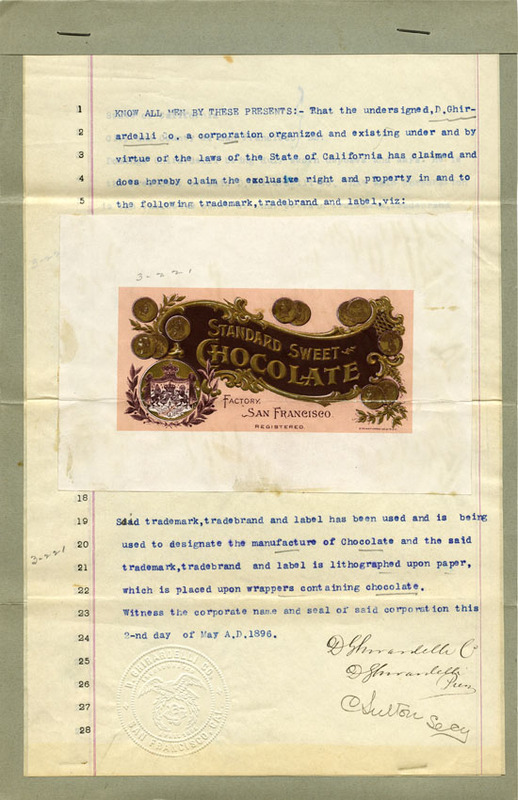 1 KNOW ALL MEN BY THESE PRESENTS:- That the undersigned,D.Ghir-
2 ardelli Co. a corporation organized and existing under and by
3 virtue of the laws of the State of California has claimed and
4 does hereby claim the exclusive right and property in and to
5 the following trademark,tradebrand and label,viz:
3-221
STANDARD SWEET
CHOCOLATE
FACTORY,
SAN FRANCISCO.
REGISTERED.
18
19 Said trademark,tradebrand and label has been used and is being
20 used to designate the manufacture of Chocolate and the said
3-221
21 trademark,tradebrand and label is lithographed upon paper,
22 which is placed upon wrappers containing chocolate.
23 Witness the corporate name and seal of said corporation this
24 2-nd day of May A.D.1896.
D Ghirardelli Co
25
D Ghirardelli
Pres
26
C Sutton Secy
27
28
D. GHIRARDELLI CO.
SAN FRANCISCO, CAL.